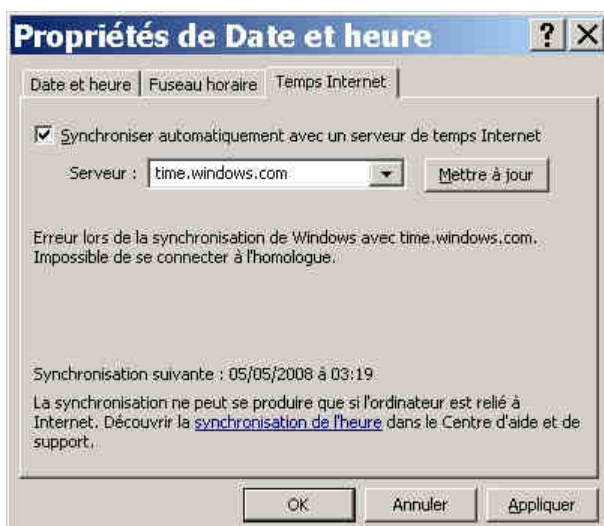 Propriétés de Date et heure
Date et heure Fuseau horaire Temps Internet
Synchroniser automatiquement avec un serveur de temps Internet
Serveur : time.windows.com Mettre à jour
Erreur lors de la synchronisation de Windows avec time.windows.com.
Impossible de se connecter à l'homologue.
Synchronisation suivante : 05/05/2008 à 03:19
La synchronisation ne peut se produire que si l'ordinateur est relié à
Internet. Découvrir la synchronisation de l'heure dans le Centre d'aide et de
support.
OK Annuler Appliquer